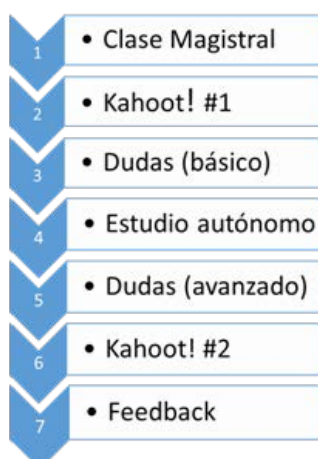 1 • Clase Magistral
2 • Kahoot! #1
3 • Dudas (básico)
4 • Estudio autónomo
5 • Dudas (avanzado)
6 • Kahoot! #2
7 • Feedback